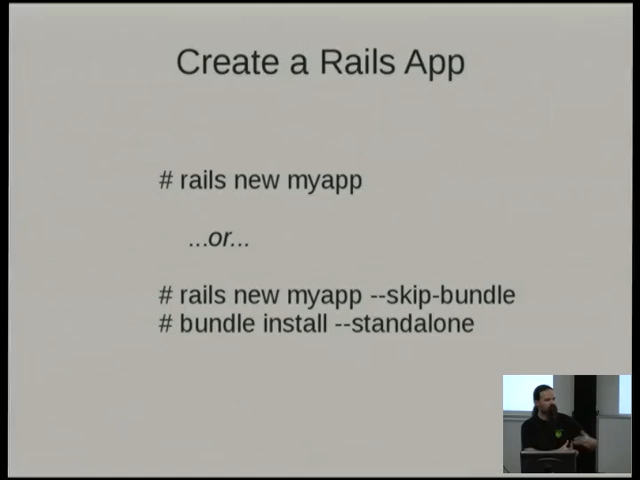 Create a Rails App
# rails new myapp
...or...
# rails new myapp --skip-bundle
# bundle install --standalone